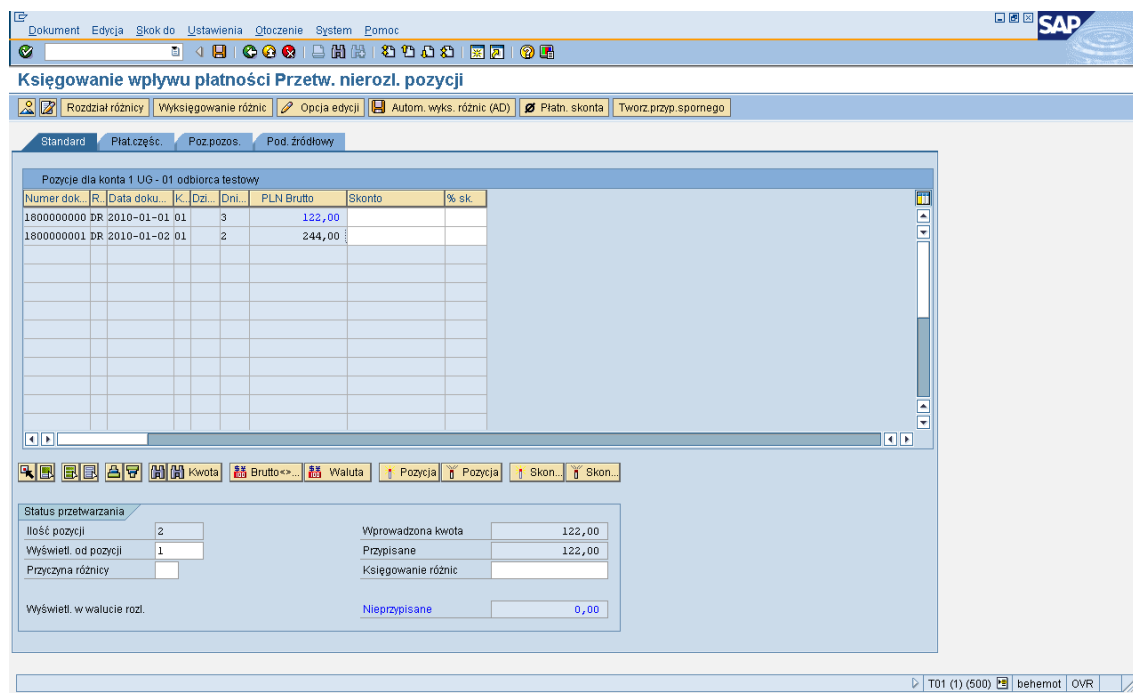 Dokument Edycja Skok do Ustawienia Otoczenie System Pomoc
SAP
Księgowanie wpływu płatności Przetw. nierozl. pozycji
Rozdział różnicy Wyksięgowanie różnic Opcja edycji Autom. wyks. różnic (AD) Płatn. skonta Tworz.przyp.spornego
Standard Płat.częśc. Poz.pozos. Pod. źródłowy
Pozycje dla konta 1 UG - 01 odbiorca testowy
Numer dok... R.. Data doku... K.. Dzi... Dni... PLN Brutto Skonto % sk.
1800000000 DR 2010-01-01 01 3 122,00
1800000001 DR 2010-01-02 01 2 244,00
Kwota Brutto<>... Waluta Pozycja Pozycja Skon... Skon...
Status przetwarzania
Ilość pozycji 2 Wprowadzona kwota 122,00
Wyświetl. od pozycji 1 Przypisane 122,00
Przyczyna różnicy Księgowanie różnic
Wyświetl. w walucie rozl. Nieprzypisane 0,00
T01 (1) (500) behemot OVR